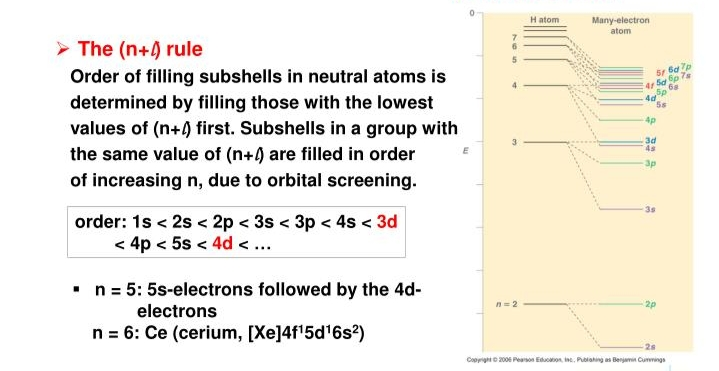 ➢ The (n+l) rule
Order of filling subshells in neutral atoms is
determined by filling those with the lowest
values of (n+l) first. Subshells in a group with
the same value of (n+l) are filled in order
of increasing n, due to orbital screening.
order: 1s < 2s < 2p < 3s < 3p < 4s < 3d
< 4p < 5s < 4d < …
▪ n = 5: 5s-electrons followed by the 4d-
electrons
n = 6: Ce (cerium, [Xe]4f¹5d¹6s²)
0
H atom
Many-electron
atom
7
6
5
4
3
n = 2
E
5f 6d 7p
6p 7s
4f 5d 6s
5p
4d
5s
4p
3d
4s
3p
3s
2p
2s
Copyright © 2006 Pearson Education, Inc., Publishing as Benjamin Cummings